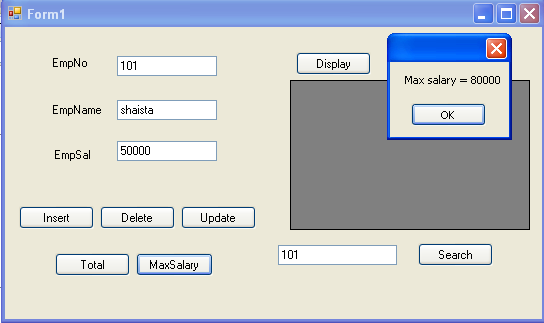 Form1
EmpNo
101
EmpName
shaista
EmpSal
50000
Display
Max salary = 80000
OK
Insert
Delete
Update
Total
MaxSalary
101
Search